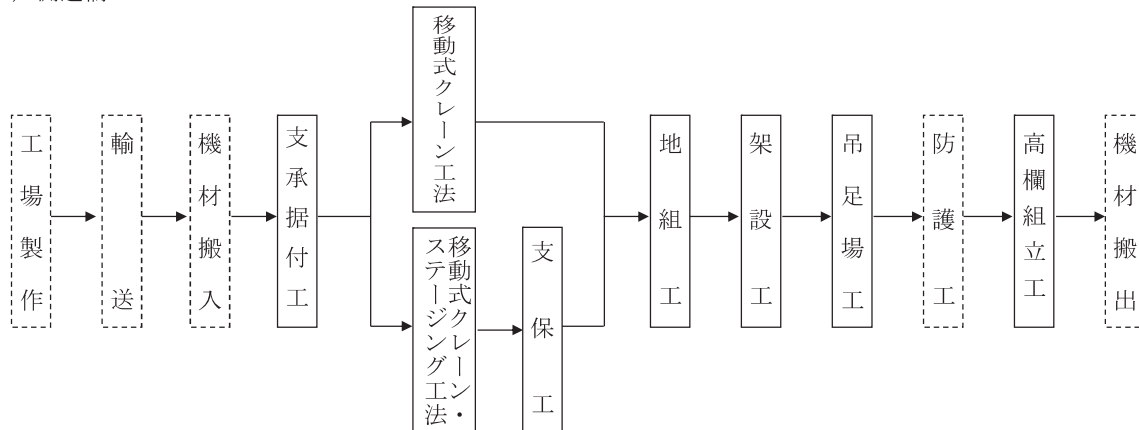 工場製作
輸送
機材搬入
支承据付工
移動式クレーン工法
移動式クレーン・
ステージング工法
支保工
地組工
架設工
吊足場工
防護工
高欄組立工
機材搬出